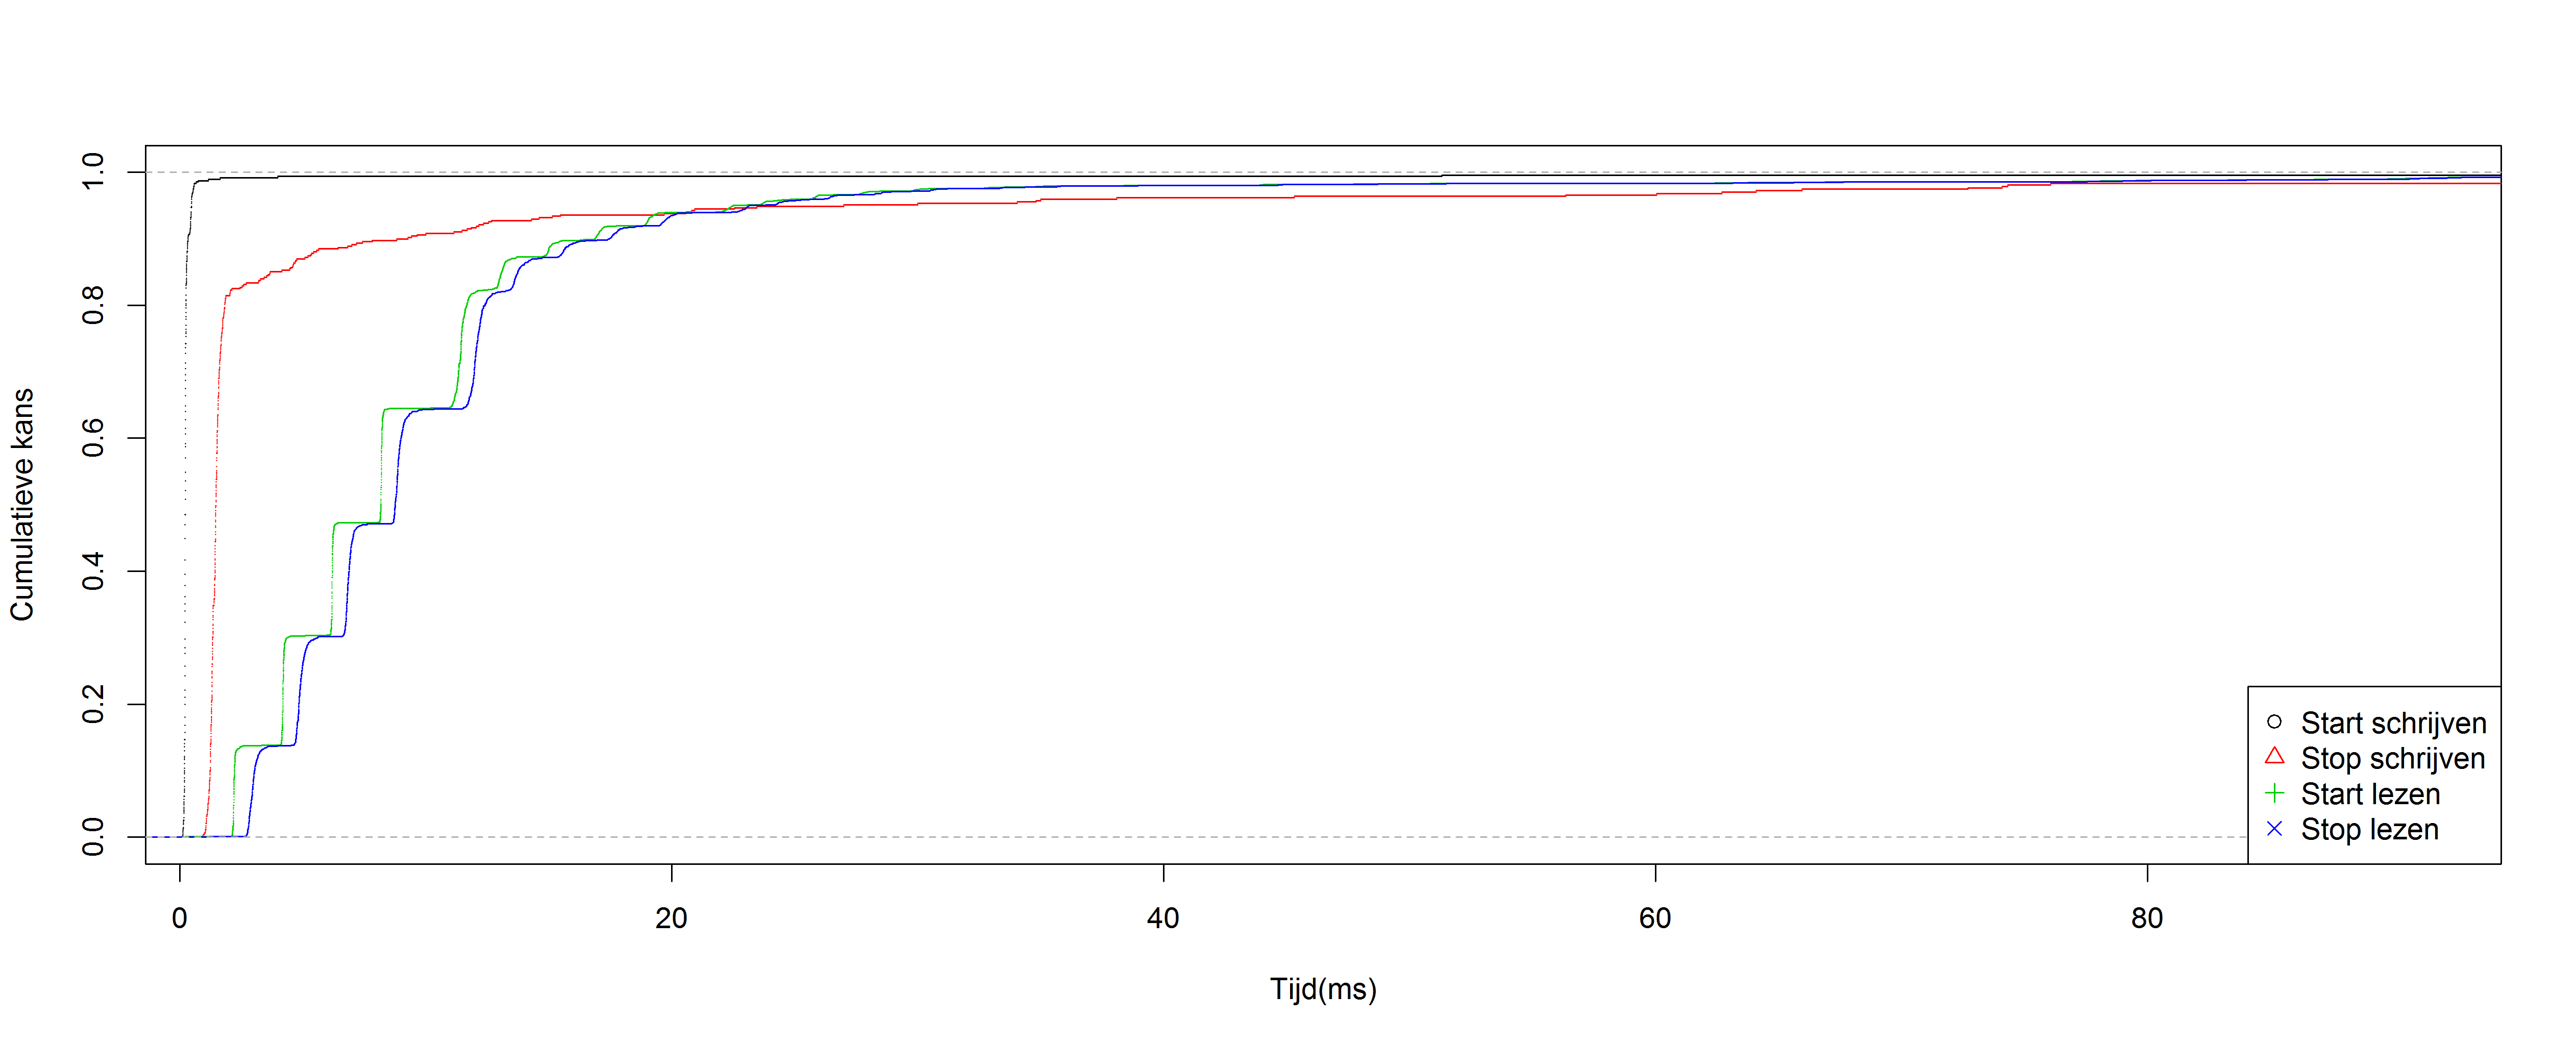 Cumulatieve kans
1.0
0.8
0.6
0.4
0.2
0.0
0 20 40 60 80
Tijd(ms)
Start schrijven
Stop schrijven
Start lezen
Stop lezen